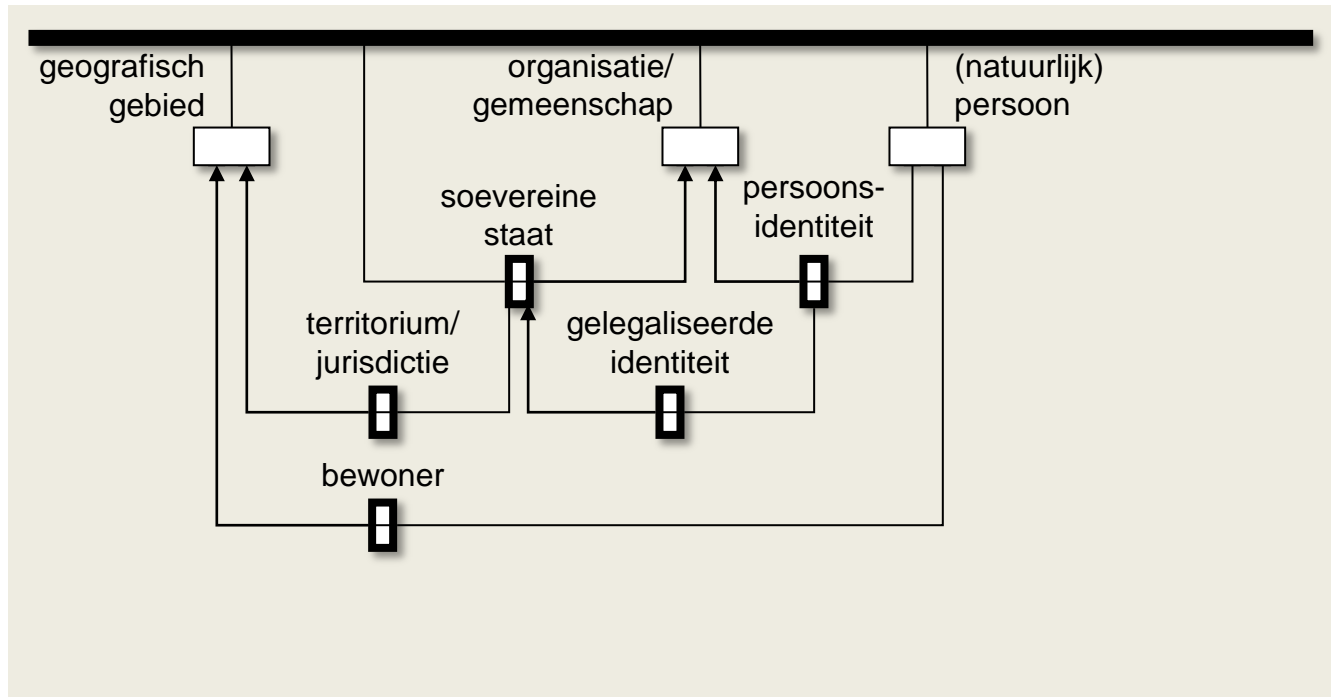 geografisch
gebied
organisatie/
gemeenschap
(natuurlijk)
persoon
soevereine
staat
persoons-
identiteit
territorium/
jurisdictie
gelegaliseerde
identiteit
bewoner